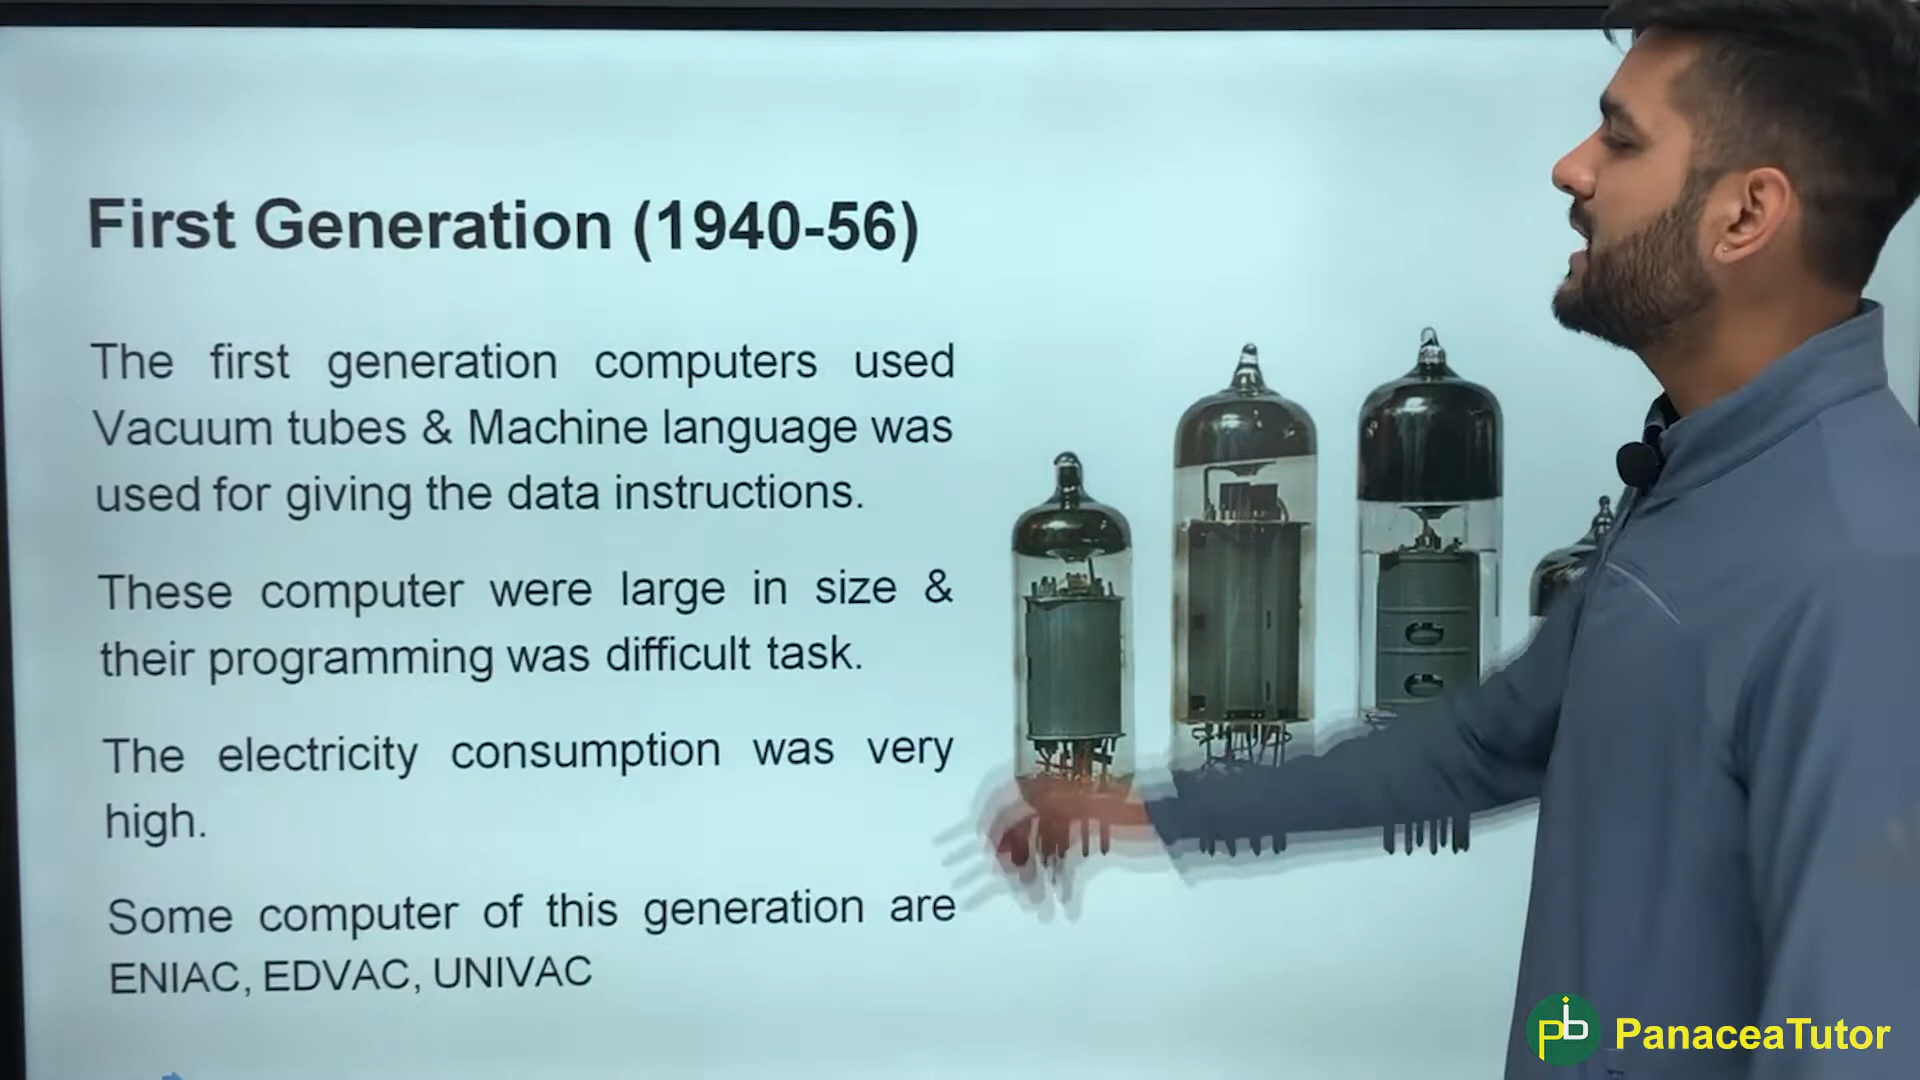 First Generation (1940-56)
The first generation computers used
Vacuum tubes & Machine language was
used for giving the data instructions.
These computer were large in size &
their programming was difficult task.
The electricity consumption was very
high.
Some computer of this generation are
ENIAC, EDVAC, UNIVAC
pb PanaceaTutor